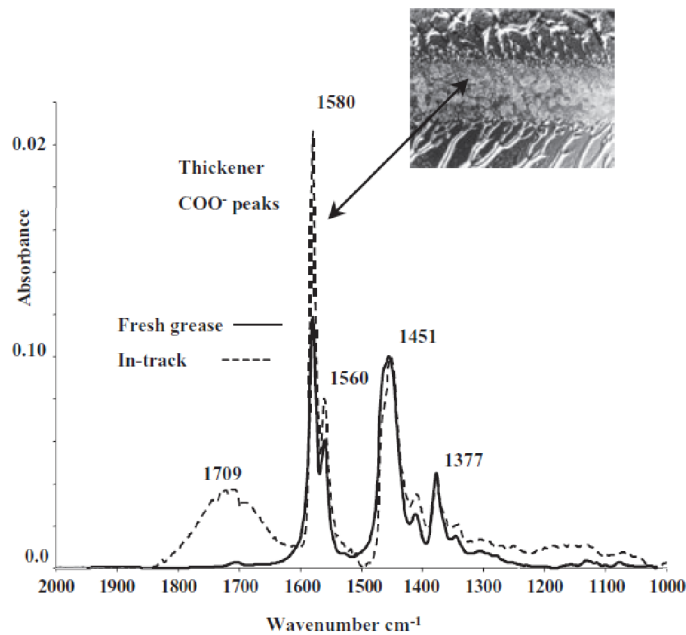 1580
0.02
Thickener
COO- peaks
Absorbance
Fresh grease
0.10
In-track
1451
1560
1709
1377
0.0
2000 1900 1800 1700 1600 1500 1400 1300 1200 1100 1000
Wavenumber cm-1